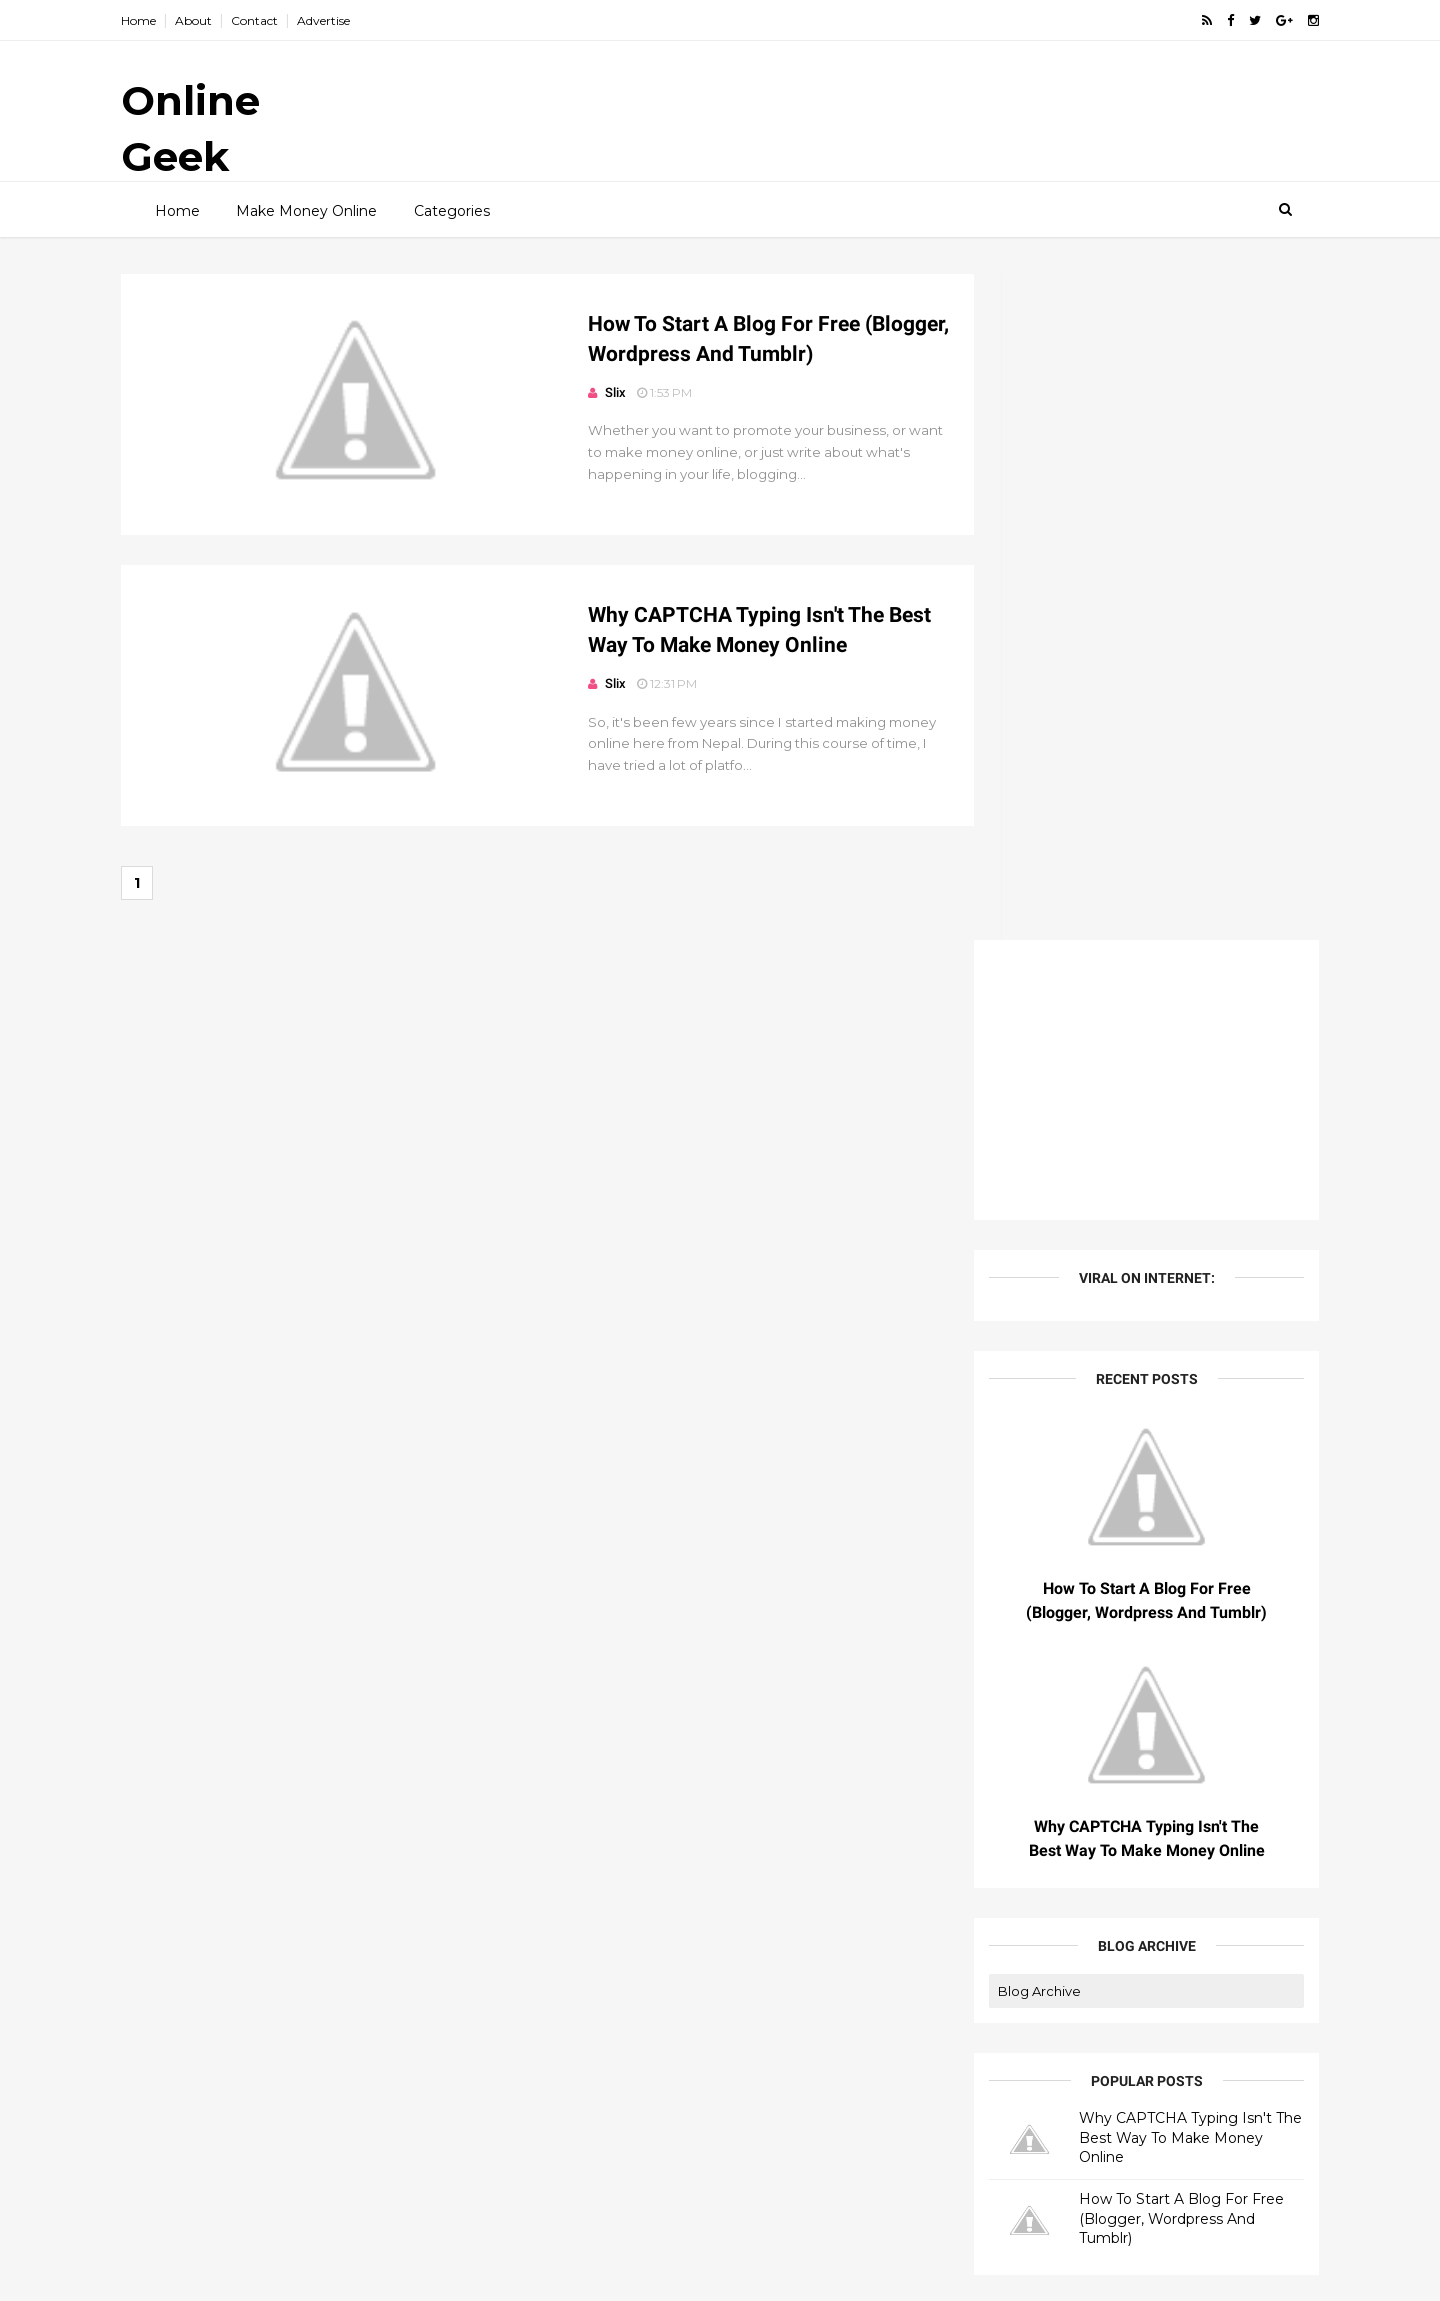 Home About Contact Advertise
Online
Geek
Home Make Money Online Categories
How To Start A Blog For Free (Blogger,
Wordpress And Tumblr)
Slix 1:53 PM
Whether you want to promote your business, or want
to make money online, or just write about what's
happening in your life, blogging...
Why CAPTCHA Typing Isn't The Best
Way To Make Money Online
Slix 12:31 PM
So, it's been few years since I started making money
online here from Nepal. During this course of time, I
have tried a lot of platfo...
1
VIRAL ON INTERNET:
RECENT POSTS
How To Start A Blog For Free
(Blogger, Wordpress And Tumblr)
Why CAPTCHA Typing Isn't The
Best Way To Make Money Online
BLOG ARCHIVE
Blog Archive
POPULAR POSTS
Why CAPTCHA Typing Isn't The
Best Way To Make Money
Online
How To Start A Blog For Free
(Blogger, Wordpress And
Tumblr)